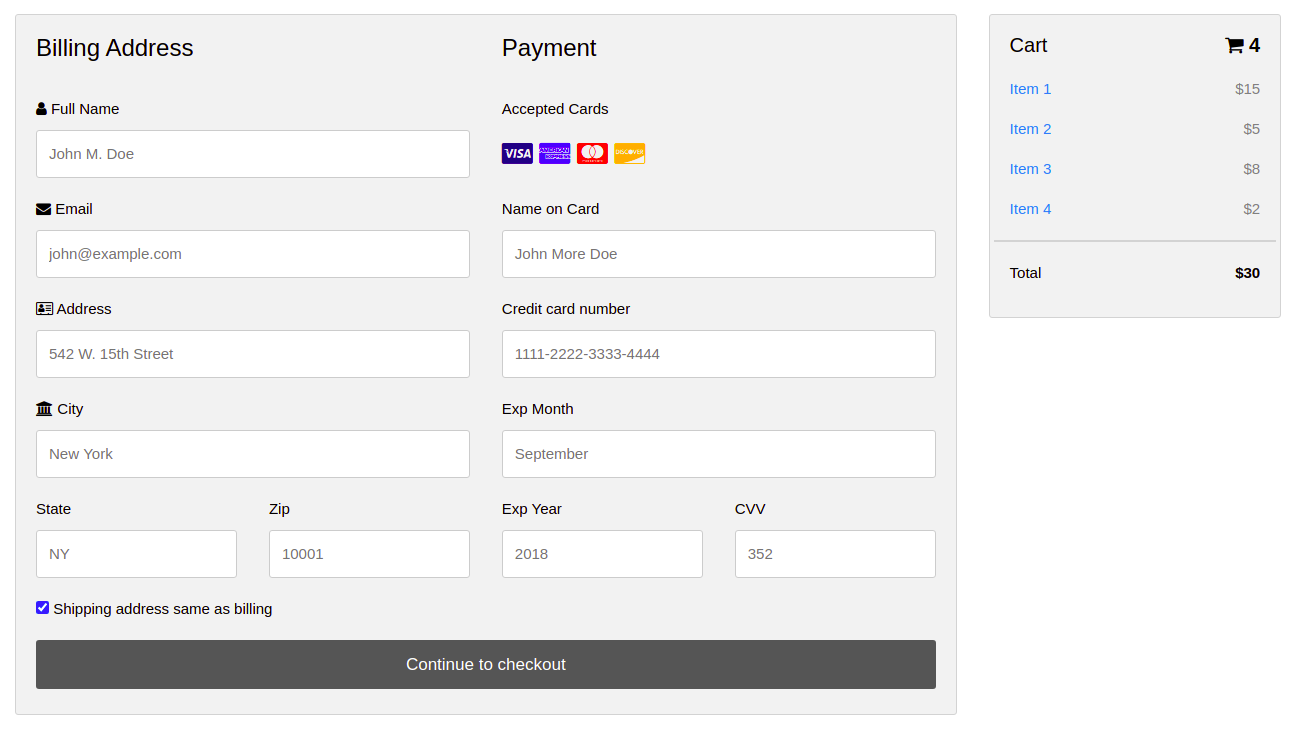 Billing Address
Full Name
John M. Doe
Email
john@example.com
Address
542 W. 15th Street
City
New York
State Zip
NY 10001
Shipping address same as billing
Payment
Accepted Cards
VISA AMERICAN EXPRESS DISCOVER
Name on Card
John More Doe
Credit card number
1111-2222-3333-4444
Exp Month
September
Exp Year CVV
2018 352
Continue to checkout
Cart 4
Item 1 $15
Item 2 $5
Item 3 $8
Item 4 $2
Total $30